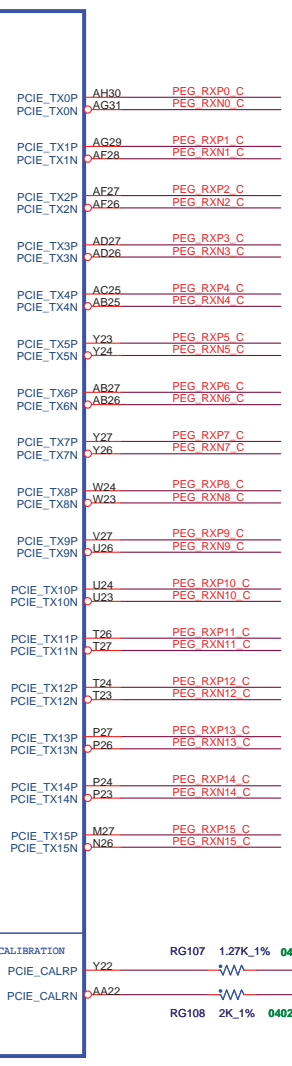 PCIE_TX0P AH30 PEG_RXP0_C
PCIE_TX0N AG31 PEG_RXN0_C
PCIE_TX1P AG29 PEG_RXP1_C
PCIE_TX1N AF28 PEG_RXN1_C
PCIE_TX2P AF27 PEG_RXP2_C
PCIE_TX2N AF26 PEG_RXN2_C
PCIE_TX3P AD27 PEG_RXP3_C
PCIE_TX3N AD26 PEG_RXN3_C
PCIE_TX4P AC25 PEG_RXP4_C
PCIE_TX4N AB25 PEG_RXN4_C
PCIE_TX5P Y23 PEG_RXP5_C
PCIE_TX5N Y24 PEG_RXN5_C
PCIE_TX6P AB27 PEG_RXP6_C
PCIE_TX6N AB26 PEG_RXN6_C
PCIE_TX7P Y27 PEG_RXP7_C
PCIE_TX7N Y26 PEG_RXN7_C
PCIE_TX8P W24 PEG_RXP8_C
PCIE_TX8N W23 PEG_RXN8_C
PCIE_TX9P V27 PEG_RXP9_C
PCIE_TX9N U26 PEG_RXN9_C
PCIE_TX10P U24 PEG_RXP10_C
PCIE_TX10N U23 PEG_RXN10_C
PCIE_TX11P T26 PEG_RXP11_C
PCIE_TX11N T27 PEG_RXN11_C
PCIE_TX12P T24 PEG_RXP12_C
PCIE_TX12N T23 PEG_RXN12_C
PCIE_TX13P P27 PEG_RXP13_C
PCIE_TX13N P26 PEG_RXN13_C
PCIE_TX14P P24 PEG_RXP14_C
PCIE_TX14N P23 PEG_RXN14_C
PCIE_TX15P M27 PEG_RXP15_C
PCIE_TX15N N26 PEG_RXN15_C
CALIBRATION RG107 1.27K_1% 04
PCIE_CALRP Y22
PCIE_CALRN AA22
RG108 2K_1% 0402